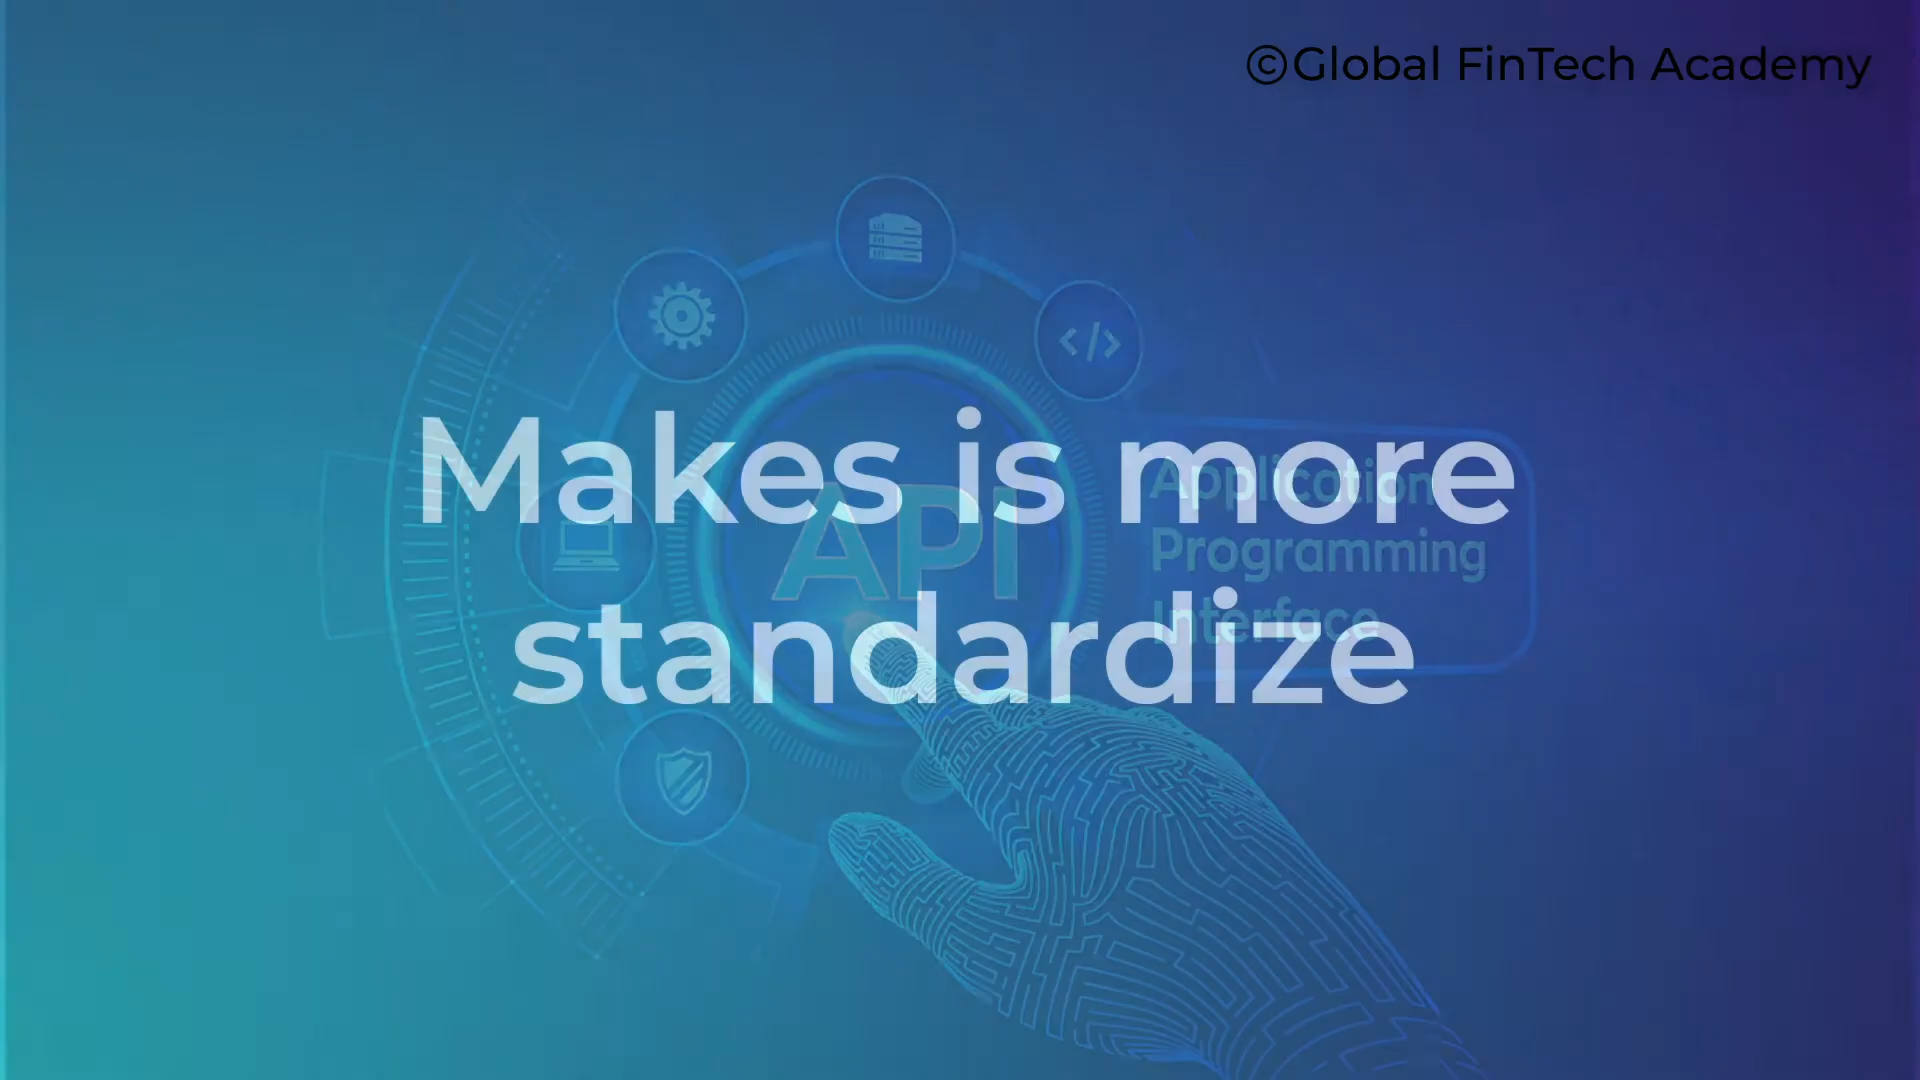 ©Global FinTech Academy
Makes is more
standardize
API
Application
Programming
Interface